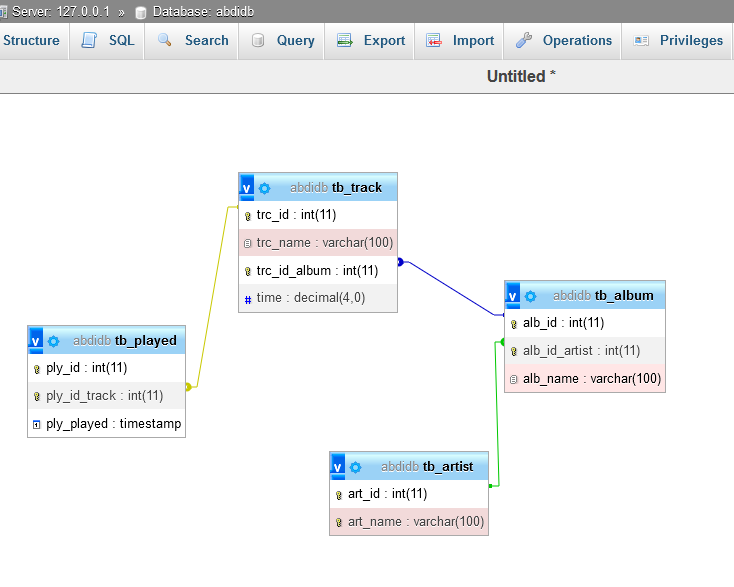 Server: 127.0.0.1 » Database: abdidb
Structure SQL Search Query Export Import Operations Privileges
Untitled *
v abdidb tb_track
trc_id : int(11)
trc_name : varchar(100)
trc_id_album : int(11)
# time : decimal(4,0)
v abdidb tb_album
alb_id : int(11)
alb_id_artist : int(11)
alb_name : varchar(100)
v abdidb tb_played
ply_id : int(11)
ply_id_track : int(11)
ply_played : timestamp
v abdidb tb_artist
art_id : int(11)
art_name : varchar(100)